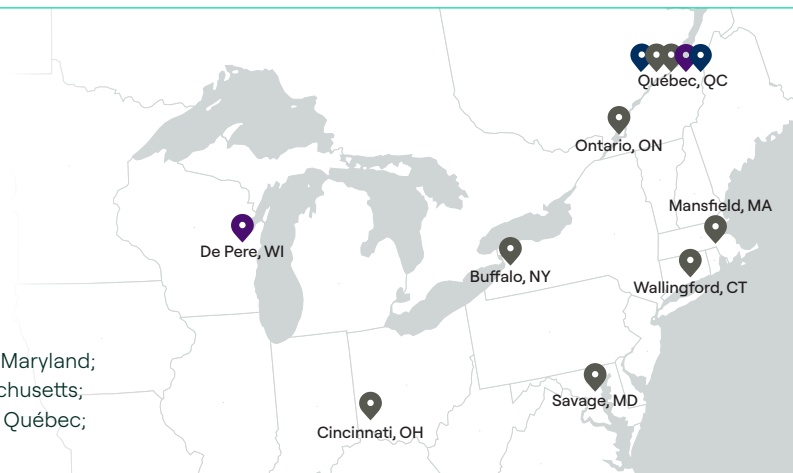 Québec, QC
Ontario, ON
Mansfield, MA
De Pere, WI
Buffalo, NY
Wallingford, CT
Maryland;
chusetts;
Québec;
Savage, MD
Cincinnati, OH